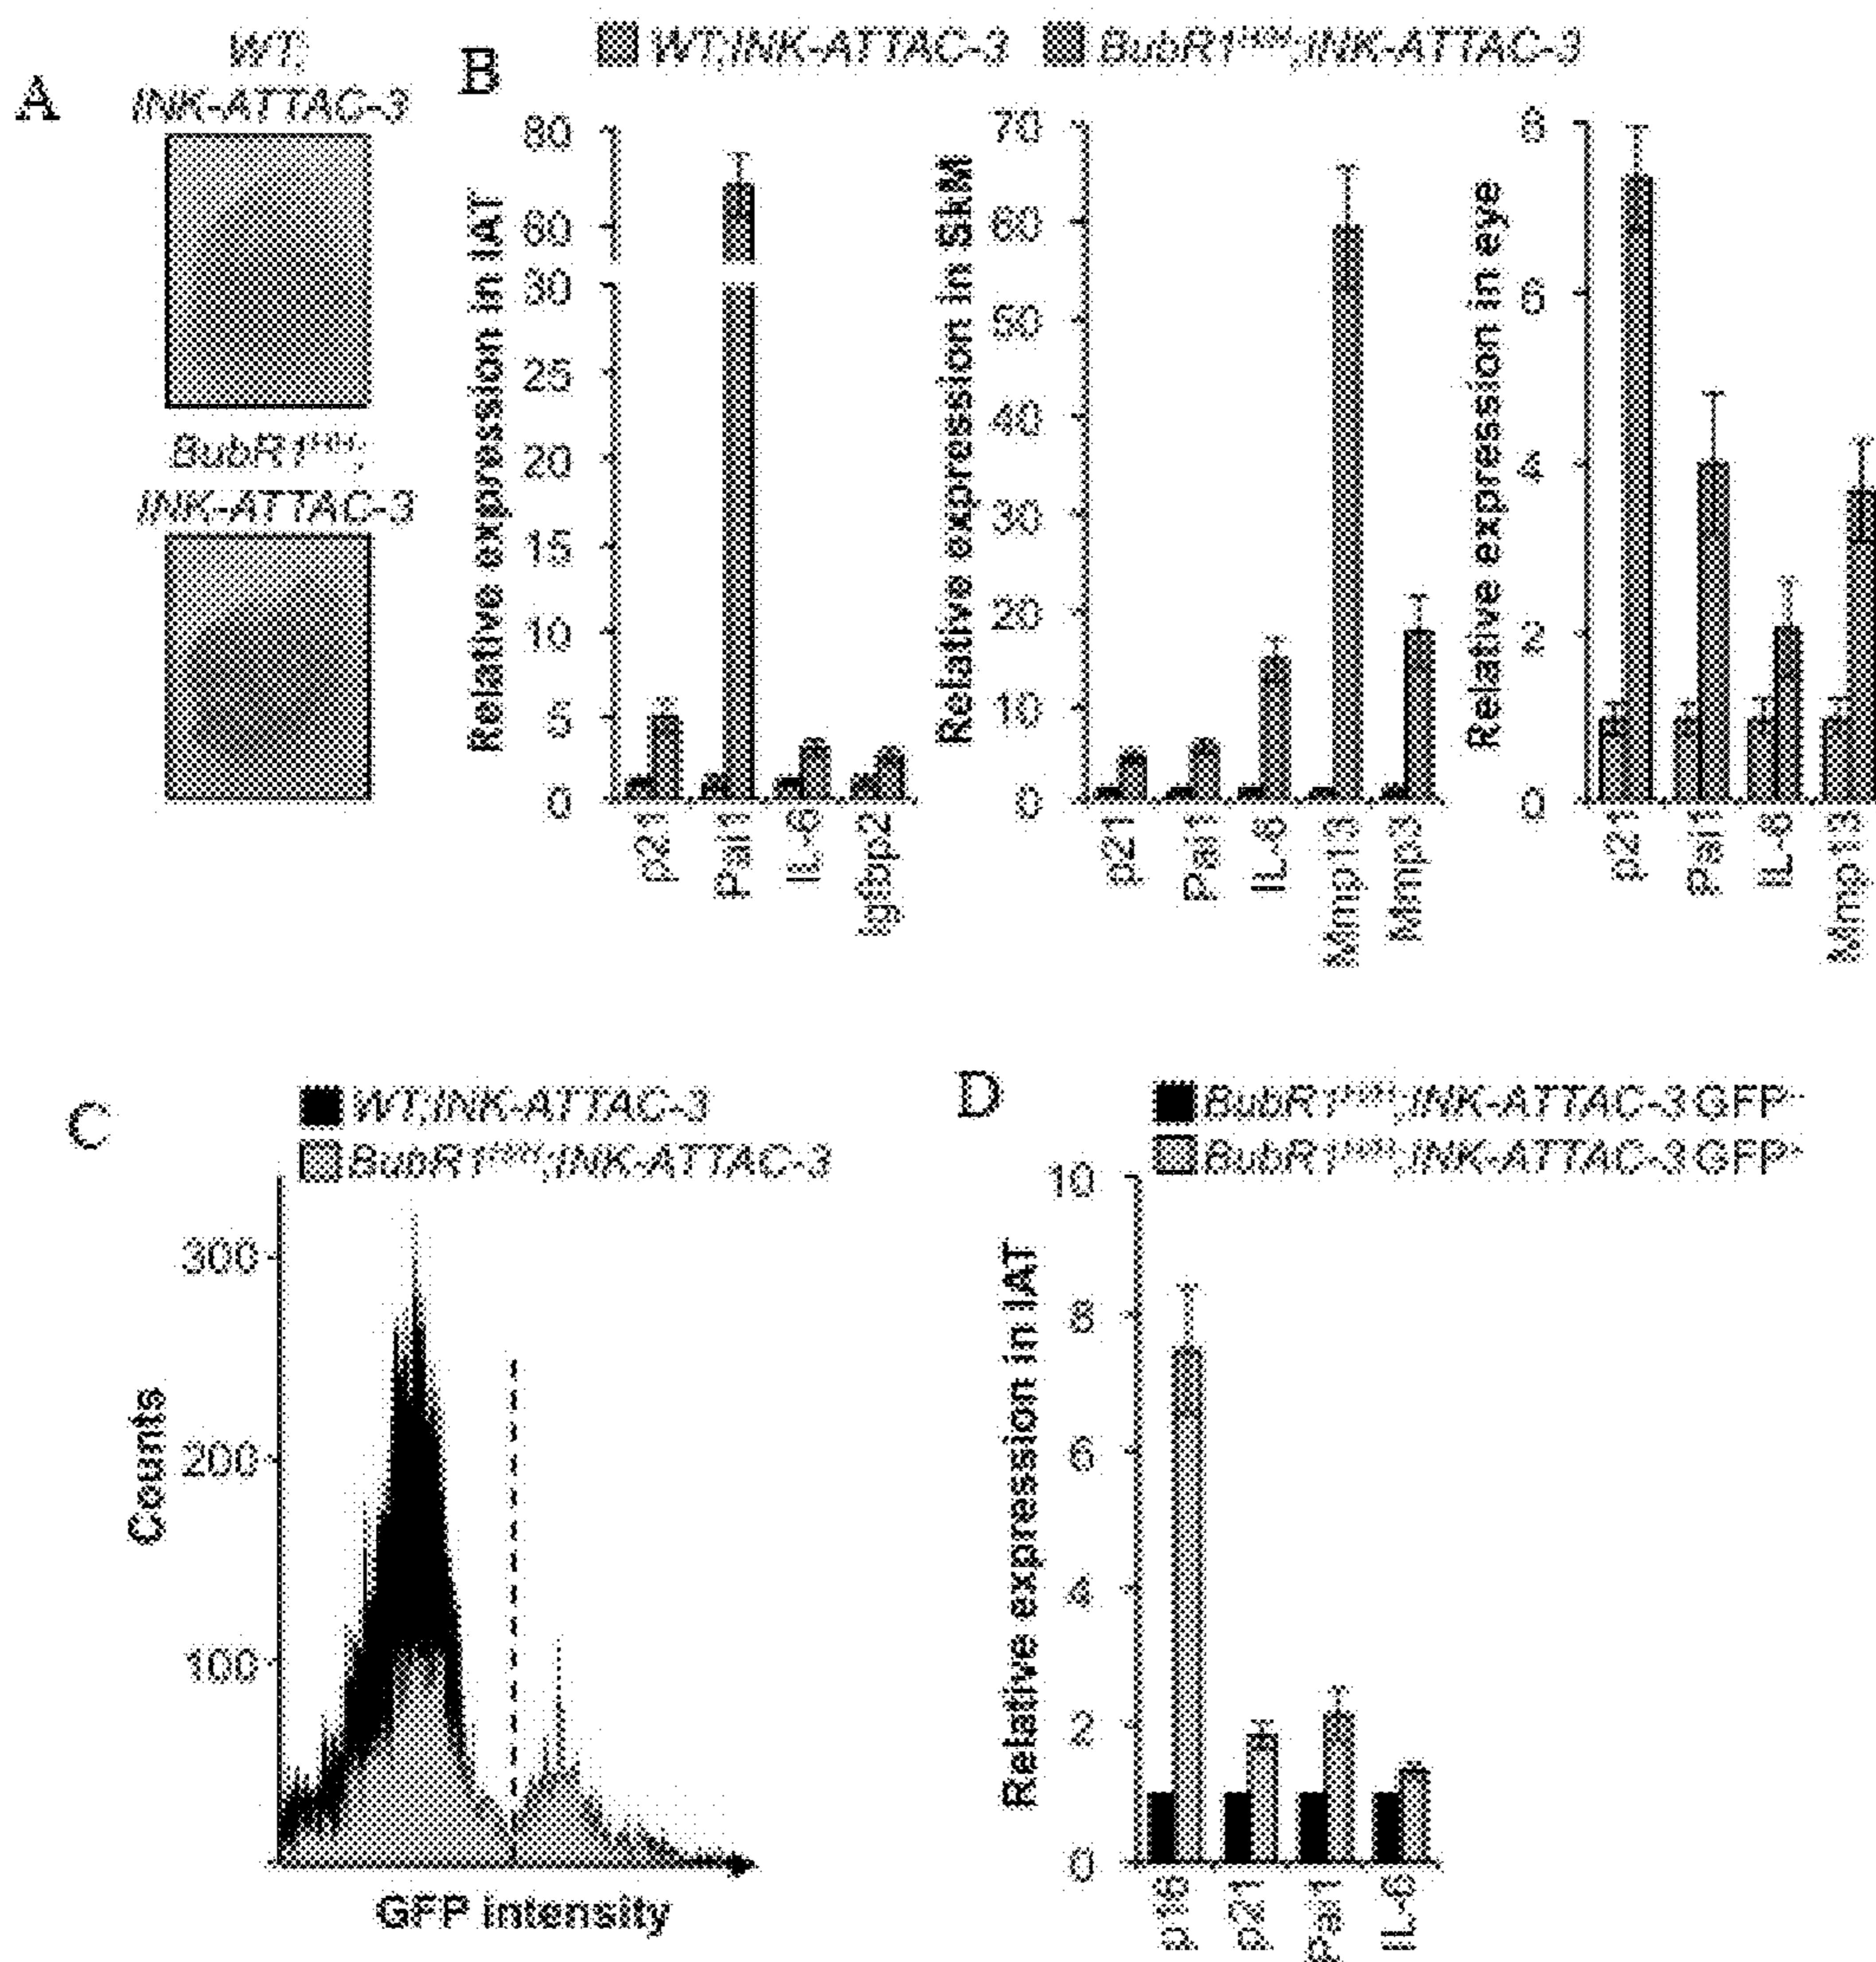 A
WT;
INK-ATTAC-3
BubR1^H/H;
INK-ATTAC-3
B
WT;INK-ATTAC-3 BubR1^H/H;INK-ATTAC-3
Relative expression in IAT
80
60
30
25
20
15
10
5
0
p21 Pai1 IL-6 Igfbp2
Relative expression in SkM
70
60
50
40
30
20
10
0
p21 Pai1 IL-6 Mmp13 Mmp3
Relative expression in eye
8
6
4
2
0
p21 Pai1 IL-6 Mmp13
C
WT;INK-ATTAC-3
BubR1^H/H;INK-ATTAC-3
Counts
300
200
100
GFP intensity
D
BubR1^H/H;INK-ATTAC-3 GFP⁻
BubR1^H/H;INK-ATTAC-3 GFP⁺
Relative expression in IAT
10
8
6
4
2
0
p16 p21 Pai1 IL-6